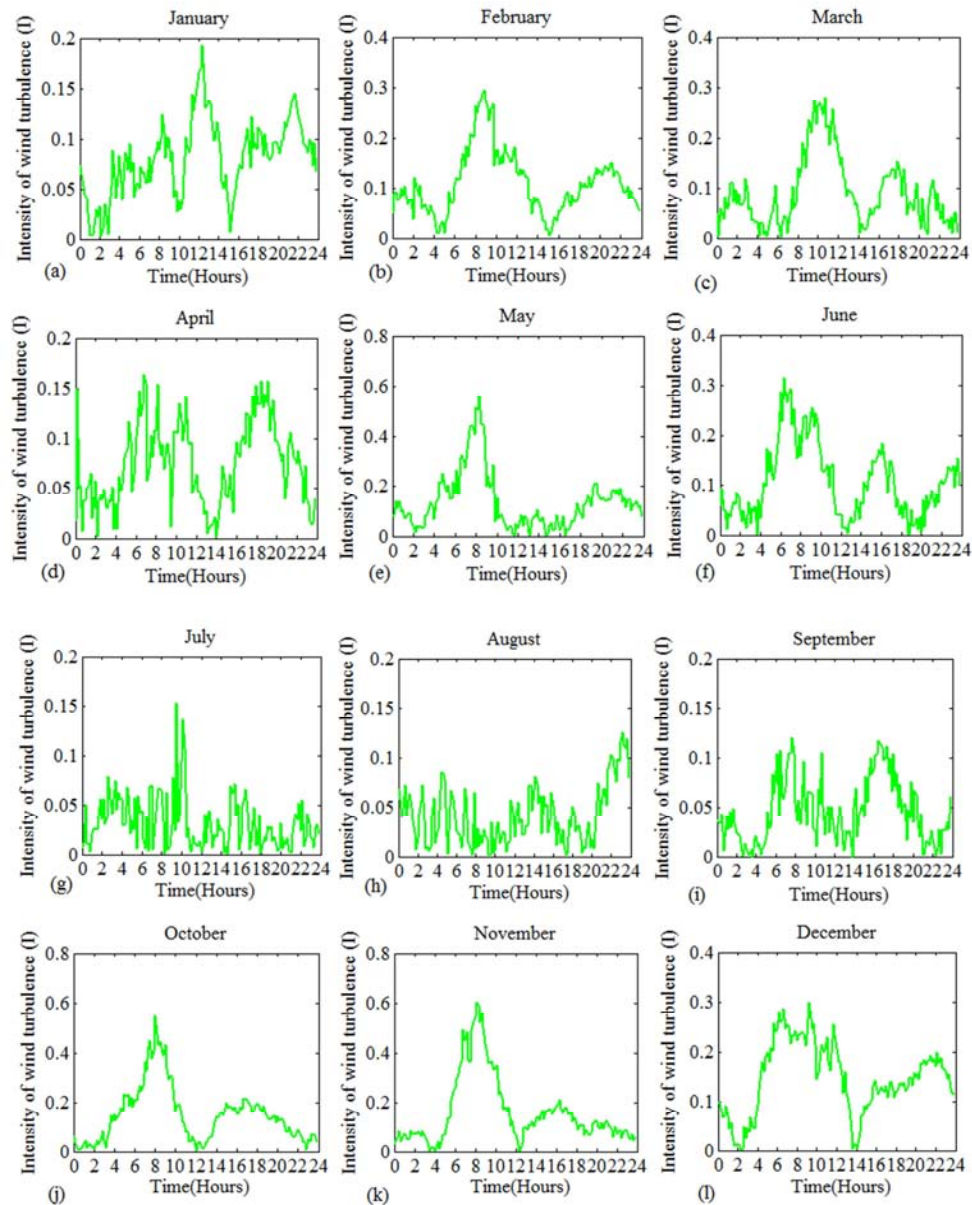 January
Intensity of wind turbulence (I)
0.2
0.15
0.1
0.05
0
0 2 4 6 8 10 12 14 16 18 20 22 24
(a)
Time(Hours)
February
Intensity of wind turbulence (I)
0.4
0.3
0.2
0.1
0
0 2 4 6 8 10 12 14 16 18 20 22 24
(b)
Time(Hours)
March
Intensity of wind turbulence (I)
0.4
0.3
0.2
0.1
0
0 2 4 6 8 10 12 14 16 18 20 22 24
(c)
Time(Hours)
April
Intensity of wind turbulence (I)
0.2
0.15
0.1
0.05
0
0 2 4 6 8 10 12 14 16 18 20 22 24
(d)
Time(Hours)
May
Intensity of wind turbulence (I)
0.8
0.6
0.4
0.2
0
0 2 4 6 8 10 12 14 16 18 20 22 24
(e)
Time(Hours)
June
Intensity of wind turbulence (I)
0.4
0.3
0.2
0.1
0
0 2 4 6 8 10 12 14 16 18 20 22 24
(f)
Time(Hours)
July
Intensity of wind turbulence (I)
0.2
0.15
0.1
0.05
0
0 2 4 6 8 10 12 14 16 18 20 22 24
(g)
Time(Hours)
August
Intensity of wind turbulence (I)
0.2
0.15
0.1
0.05
0
0 2 4 6 8 10 12 14 16 18 20 22 24
(h)
Time(Hours)
September
Intensity of wind turbulence (I)
0.2
0.15
0.1
0.05
0
0 2 4 6 8 10 12 14 16 18 20 22 24
(i)
Time(Hours)
October
Intensity of wind turbulence (I)
0.8
0.6
0.4
0.2
0
0 2 4 6 8 10 12 14 16 18 20 22 24
(j)
Time(Hours)
November
Intensity of wind turbulence (I)
0.8
0.6
0.4
0.2
0
0 2 4 6 8 10 12 14 16 18 20 22 24
(k)
Time(Hours)
December
Intensity of wind turbulence (I)
0.4
0.3
0.2
0.1
0
0 2 4 6 8 10 12 14 16 18 20 22 24
(l)
Time(Hours)